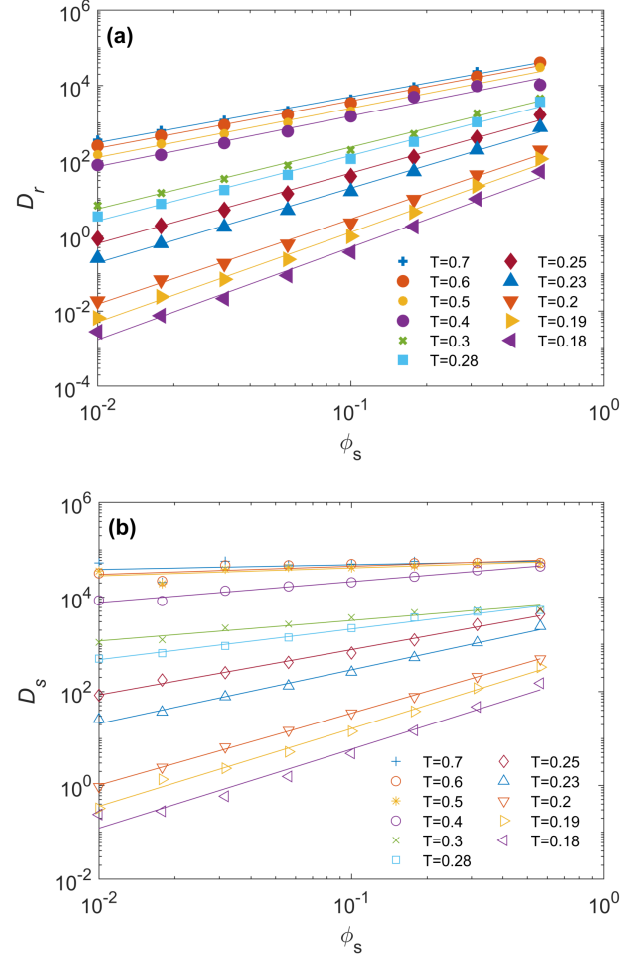 (a)
10^6
10^4
10^2
10^0
10^-2
10^-4
D_r
T=0.7
T=0.6
T=0.5
T=0.4
T=0.3
T=0.28
T=0.25
T=0.23
T=0.2
T=0.19
T=0.18
10^-2
10^-1
10^0
ϕ_s
(b)
10^6
10^4
10^2
10^0
10^-2
D_s
T=0.7
T=0.6
T=0.5
T=0.4
T=0.3
T=0.28
T=0.25
T=0.23
T=0.2
T=0.19
T=0.18
10^-2
10^-1
10^0
ϕ_s